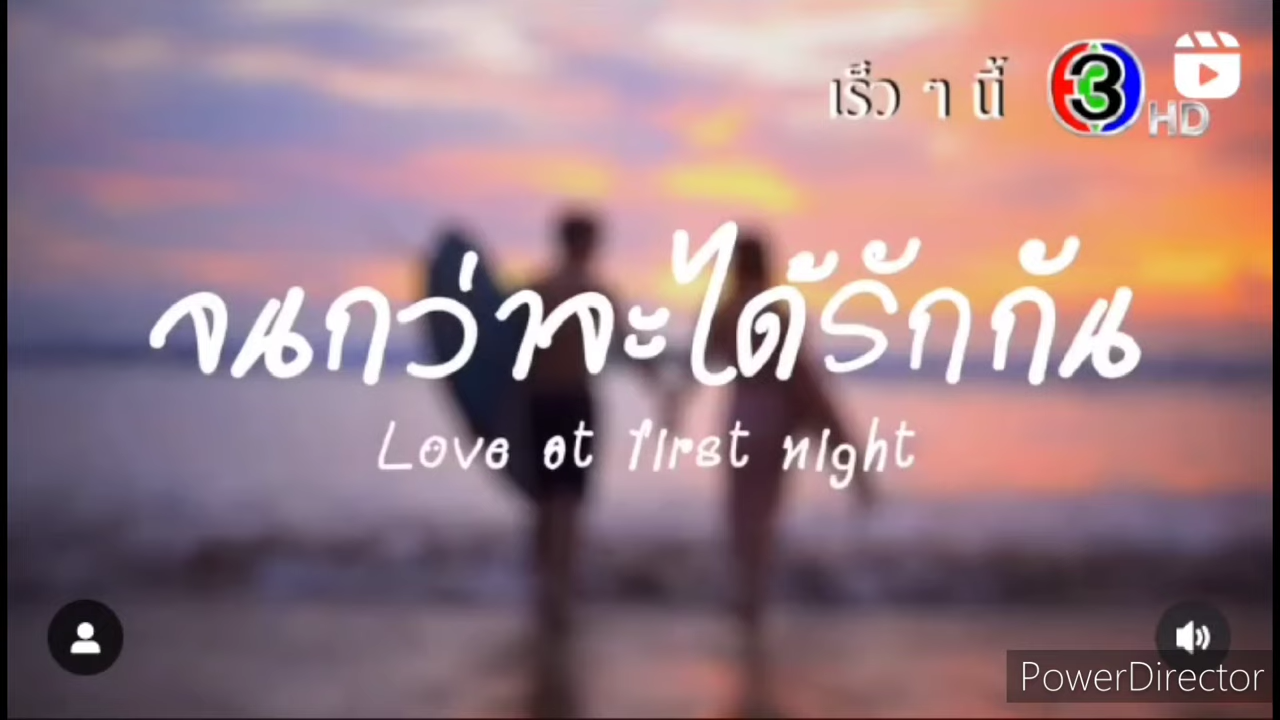 เร็ว ๆ นี้ 3 HD
จนกว่าจะได้รักกัน
Love at first night
PowerDirector